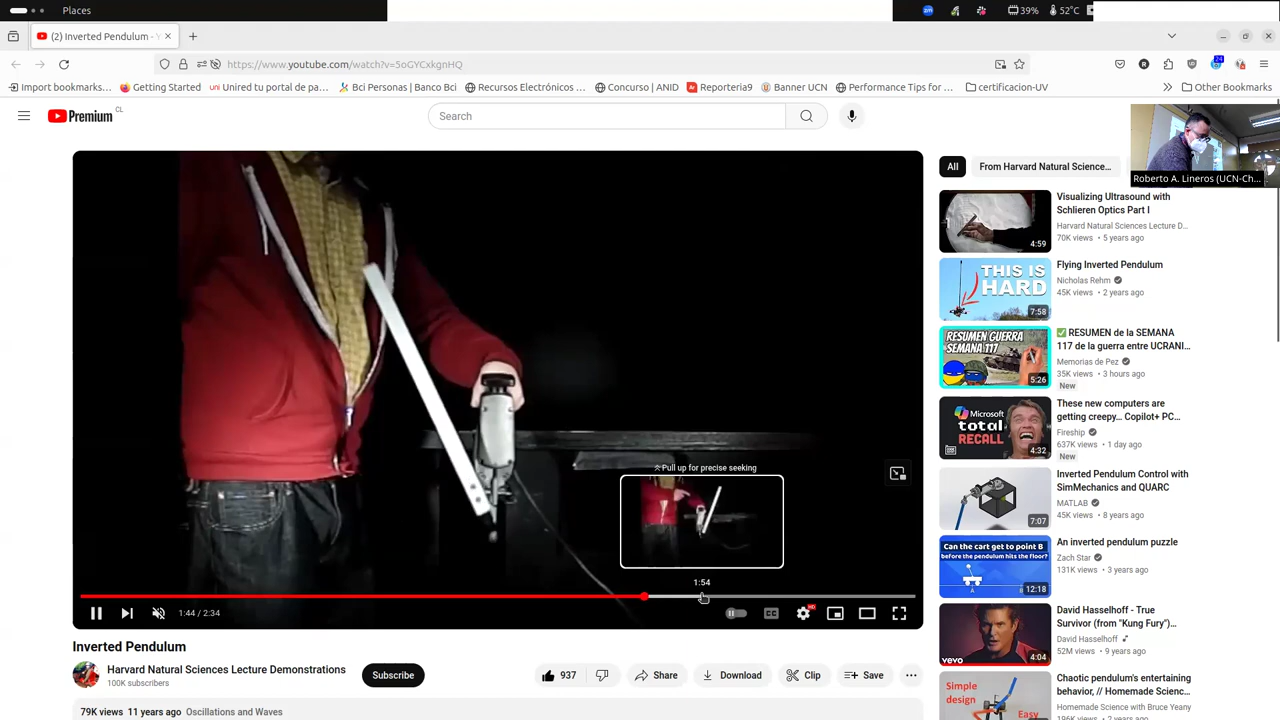 Places
39%
52°C
(2) Inverted Pendulum - Y
https://www.youtube.com/watch?v=5oGYCxkgnHQ
24
Import bookmarks…
Getting Started
Unired tu portal de pa…
Bci Personas | Banco Bci
Recursos Electrónicos …
Concurso | ANID
Reporteria9
Banner UCN
Performance Tips for …
certificacion-UV
Other Bookmarks
Premium CL
Search
Roberto A. Lineros (UCN-Ch...
All
From Harvard Natural Science...
Visualizing Ultrasound with
Schlieren Optics Part I
Harvard Natural Sciences Lecture D...
70K views • 5 years ago
4:59
THIS IS
HARD
7:58
Flying Inverted Pendulum
Nicholas Rehm
45K views • 2 years ago
RESUMEN GUERRA
SEMANA 117
5:26
RESUMEN de la SEMANA
117 de la guerra entre UCRANI...
Memorias de Pez
35K views • 3 hours ago
New
Microsoft
total
RECALL
4:32
These new computers are
getting creepy... Copilot+ PC...
Fireship
637K views • 1 day ago
New
7:07
Inverted Pendulum Control with
SimMechanics and QUARC
MATLAB
45K views • 8 years ago
Can the cart get to point B
before the pendulum hits the floor?
A
12:18
An inverted pendulum puzzle
Zach Star
131K views • 3 years ago
vevo
4:04
David Hasselhoff - True
Survivor (from "Kung Fury")...
David Hasselhoff
52M views • 9 years ago
Simple
design
Easy
Chaotic pendulum's entertaining
behavior, // Homemade Scienc...
Homemade Science with Bruce Yeany
196K views • 2 years ago
Pull up for precise seeking
1:54
1:44 / 2:34
CC
HD
Inverted Pendulum
Harvard Natural Sciences Lecture Demonstrations
100K subscribers
Subscribe
937
Share
Download
Clip
Save
79K views 11 years ago Oscillations and Waves